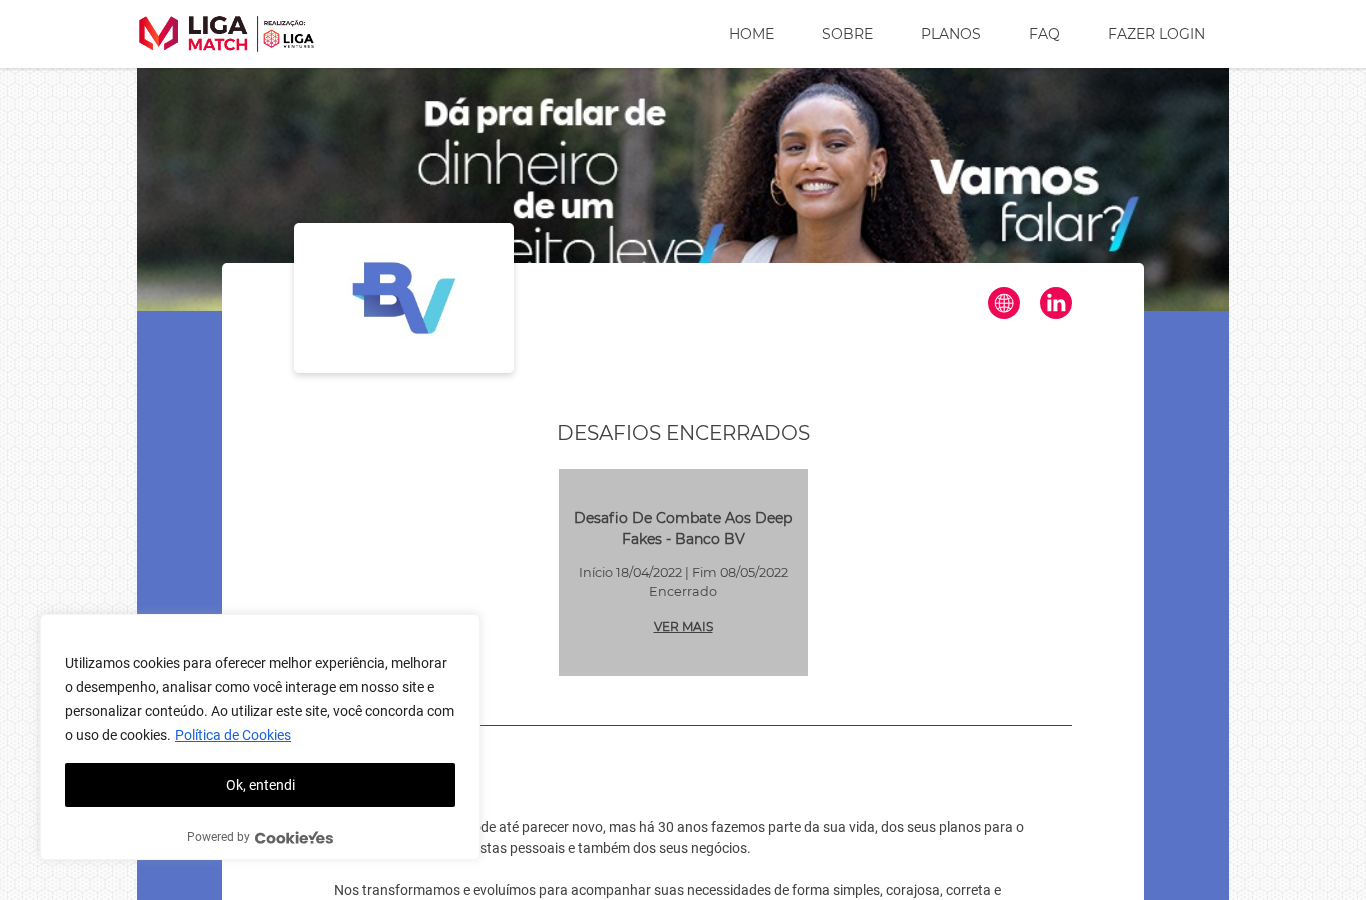 LIGA
MATCH
REALIZAÇÃO:
LIGA
VENTURES
HOME
SOBRE
PLANOS
FAQ
FAZER LOGIN
Dá pra falar de
dinheiro
de um
eito leve
Vamos
falar?
BV
in
DESAFIOS ENCERRADOS
Desafio De Combate Aos Deep
Fakes - Banco BV
Início 18/04/2022 | Fim 08/05/2022
Encerrado
VER MAIS
Utilizamos cookies para oferecer melhor experiência, melhorar
o desempenho, analisar como você interage em nosso site e
personalizar conteúdo. Ao utilizar este site, você concorda com
o uso de cookies. Política de Cookies
Ok, entendi
Powered by CookieYes
até parecer novo, mas há 30 anos fazemos parte da sua vida, dos seus planos para o
pessoais e também dos seus negócios.
Nos transformamos e evoluímos para acompanhar suas necessidades de forma simples, corajosa, correta e